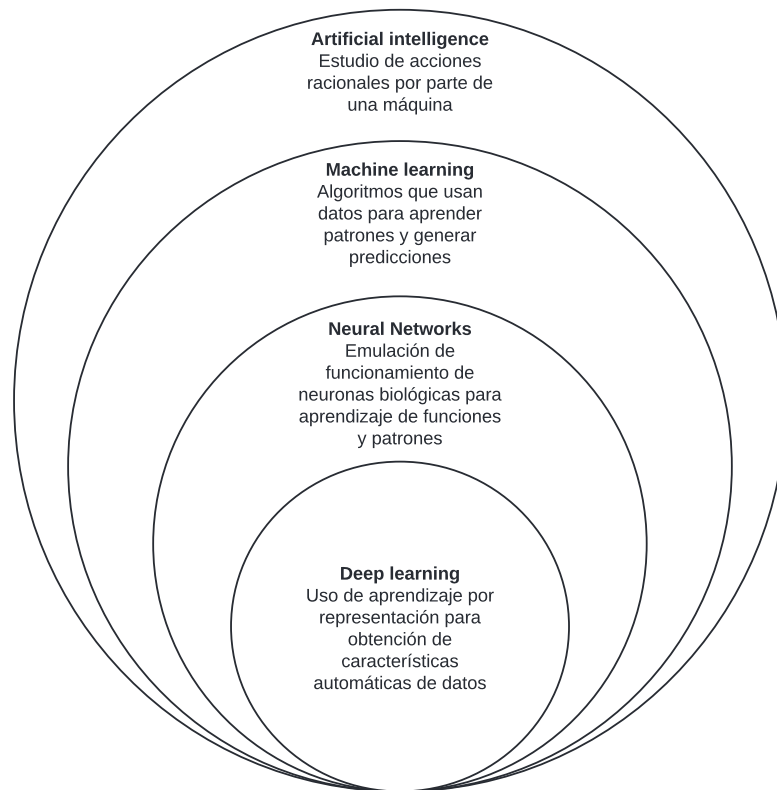 Artificial intelligence
Estudio de acciones
racionales por parte de
una máquina
Machine learning
Algoritmos que usan
datos para aprender
patrones y generar
predicciones
Neural Networks
Emulación de
funcionamiento de
neuronas biológicas para
aprendizaje de funciones
y patrones
Deep learning
Uso de aprendizaje por
representación para
obtención de
características
automáticas de datos